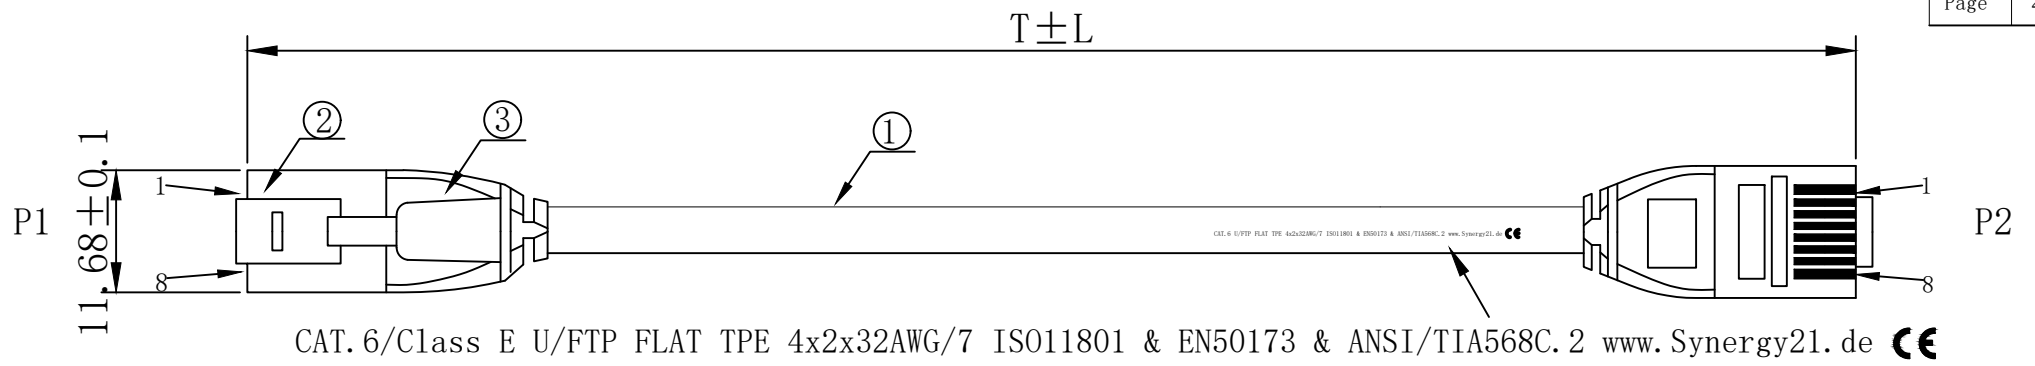 Page
T±L
② ③ ①
11.68±0.1
1
1
P1
P2
8
8
CAT.6 U/FTP FLAT TPE 4x2x32AWG/7 ISO11801 & EN50173 & ANSI/TIA568C.2 www.Synergy21.de CE
CAT.6/Class E U/FTP FLAT TPE 4x2x32AWG/7 ISO11801 & EN50173 & ANSI/TIA568C.2 www.Synergy21.de CE